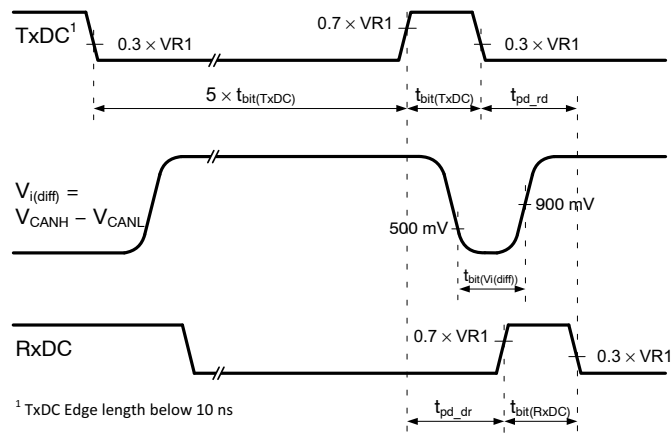 TxDC¹
0.3 × VR1
0.7 × VR1
0.3 × VR1
5 × tbit(TxDC)
tbit(TxDC)
tpd_rd
Vi(diff) =
VCANH − VCANL
500 mV
900 mV
tbit(Vi(diff))
RxDC
0.7 × VR1
0.3 × VR1
tpd_dr
tbit(RxDC)
¹ TxDC Edge length below 10 ns